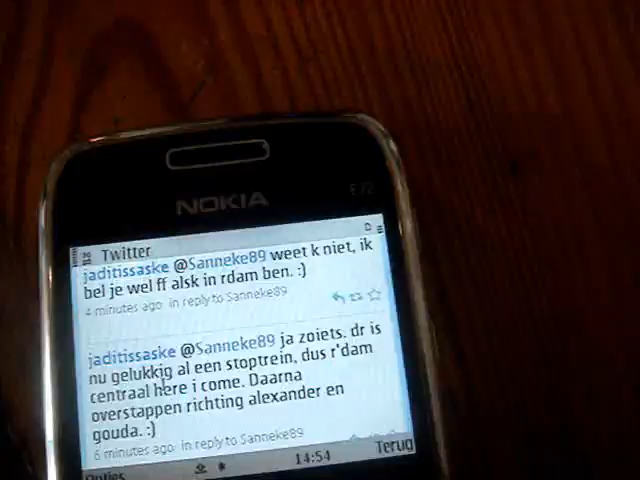 NOKIA
E72
Twitter
jaditissaske @Sanneke89 weet k niet, ik
bel je wel ff alsk in rdam ben. :)
4 minutes ago in reply to Sanneke89
jaditissaske @Sanneke89 ja zoiets. dr is
nu gelukkig al een stoptrein, dus r'dam
centraal here i come. Daarna
overstappen richting alexander en
gouda. :)
6 minutes ago in reply to Sanneke89
Opties
14:54
Terug